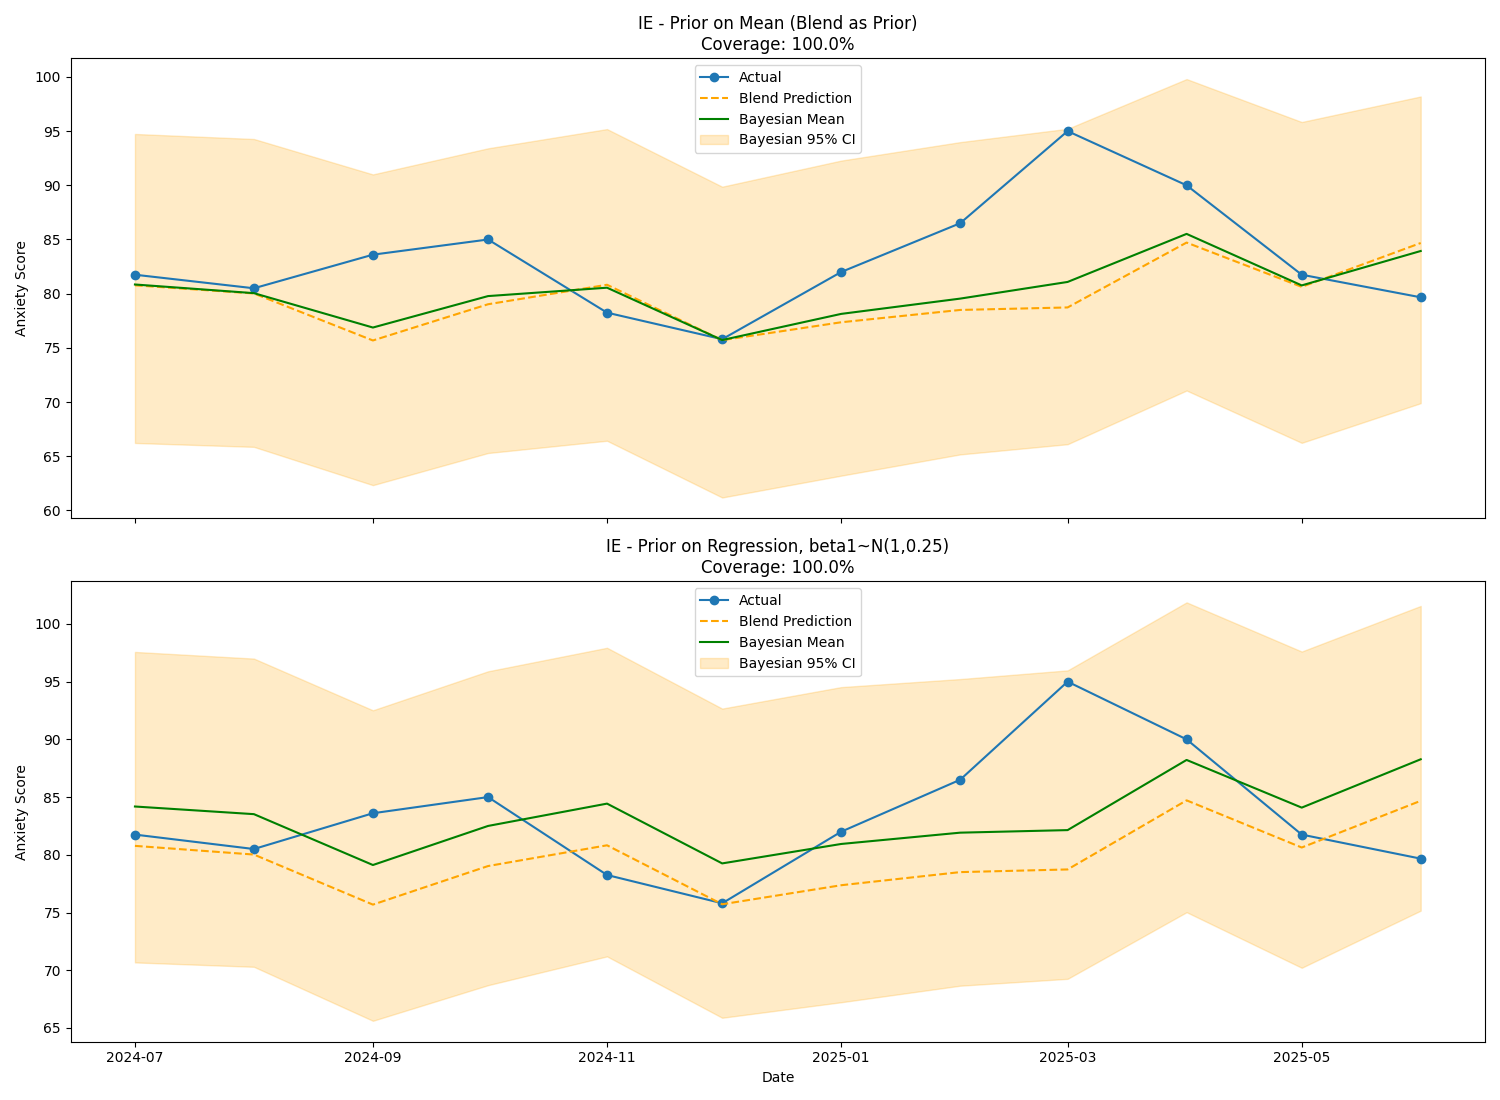 IE - Prior on Mean (Blend as Prior)
Coverage: 100.0%
Anxiety Score
100
95
90
85
80
75
70
65
60
Actual
Blend Prediction
Bayesian Mean
Bayesian 95% CI
IE - Prior on Regression, beta1~N(1,0.25)
Coverage: 100.0%
Anxiety Score
100
95
90
85
80
75
70
65
Actual
Blend Prediction
Bayesian Mean
Bayesian 95% CI
2024-07 2024-09 2024-11 2025-01 2025-03 2025-05
Date